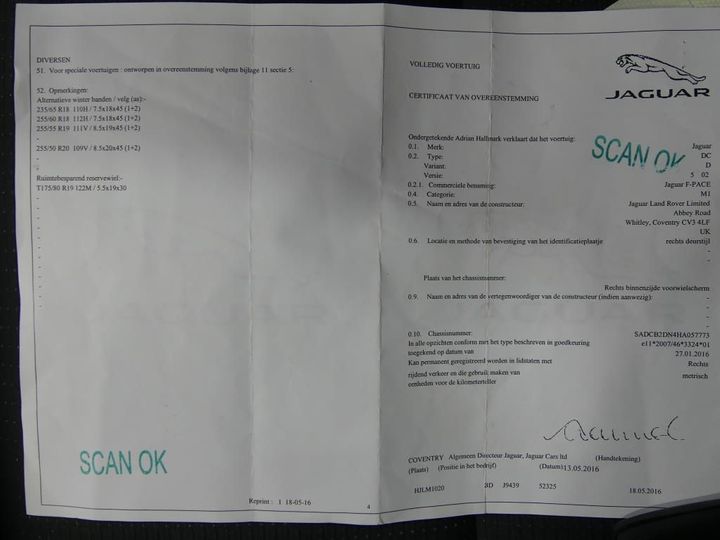 DIVERSEN
51. Voor speciale voertuigen : ontworpen in overeenstemming volgens bijlage 11 sectie 5:
52. Opmerkingen:
Alternatieve winter banden / velg (as):-
235/65 R18 110H / 7.5x18x45 (1+2)
255/60 R18 112H / 7.5x18x45 (1+2)
255/55 R19 111V / 8.5x19x45 (1+2)
-
255/50 R20 109V / 8.5x20x45 (1+2)
Ruimtebesparend reservewiel:-
T175/80 R19 122M / 5.5x19x30
SCAN OK
Reprint : 1 18-05-16
4
VOLLEDIG VOERTUIG
JAGUAR
CERTIFICAAT VAN OVEREENSTEMMING
Ondergetekende Adrian Hallmark verklaart dat het voertuig:
SCAN OK
0.1. Merk: Jaguar
0.2. Type: DC
Variant: D
Versie: 5 02
0.2.1. Commerciele benaming: Jaguar F-PACE
0.4. Categorie: M1
0.5. Naam en adres van de constructeur: Jaguar Land Rover Limited
Abbey Road
Whitley, Coventry CV3 4LF
UK
0.6. Locatie en methode van bevestiging van het identificatieplaatje rechts deurstijl
-
-
Plaats van het chassisnummer:
Rechts binnenzijde voorwielscherm
0.9. Naam en adres van de vertegenwoordiger van de constructeur (indien aanwezig): -
-
-
0.10. Chassisnummer: SADCB2DN4HA057773
In alle opzichten conform met het type beschreven in goedkeuring e11*2007/46*3324*01
toegekend op datum van 27.01.2016
Kan permanent geregistreed worden in lidstaten met Rechts
rijdend verkeer en die gebruik maken van metrisch
eenheden voor de kilometerteller
COVENTRY Algemeen Directeur Jaguar, Jaguar Cars ltd (Handtekening)
(Plaats) (Positie in het bedrijf) (Datum)13.05.2016
HJLM1020 8D J9439 52325 18.05.2016